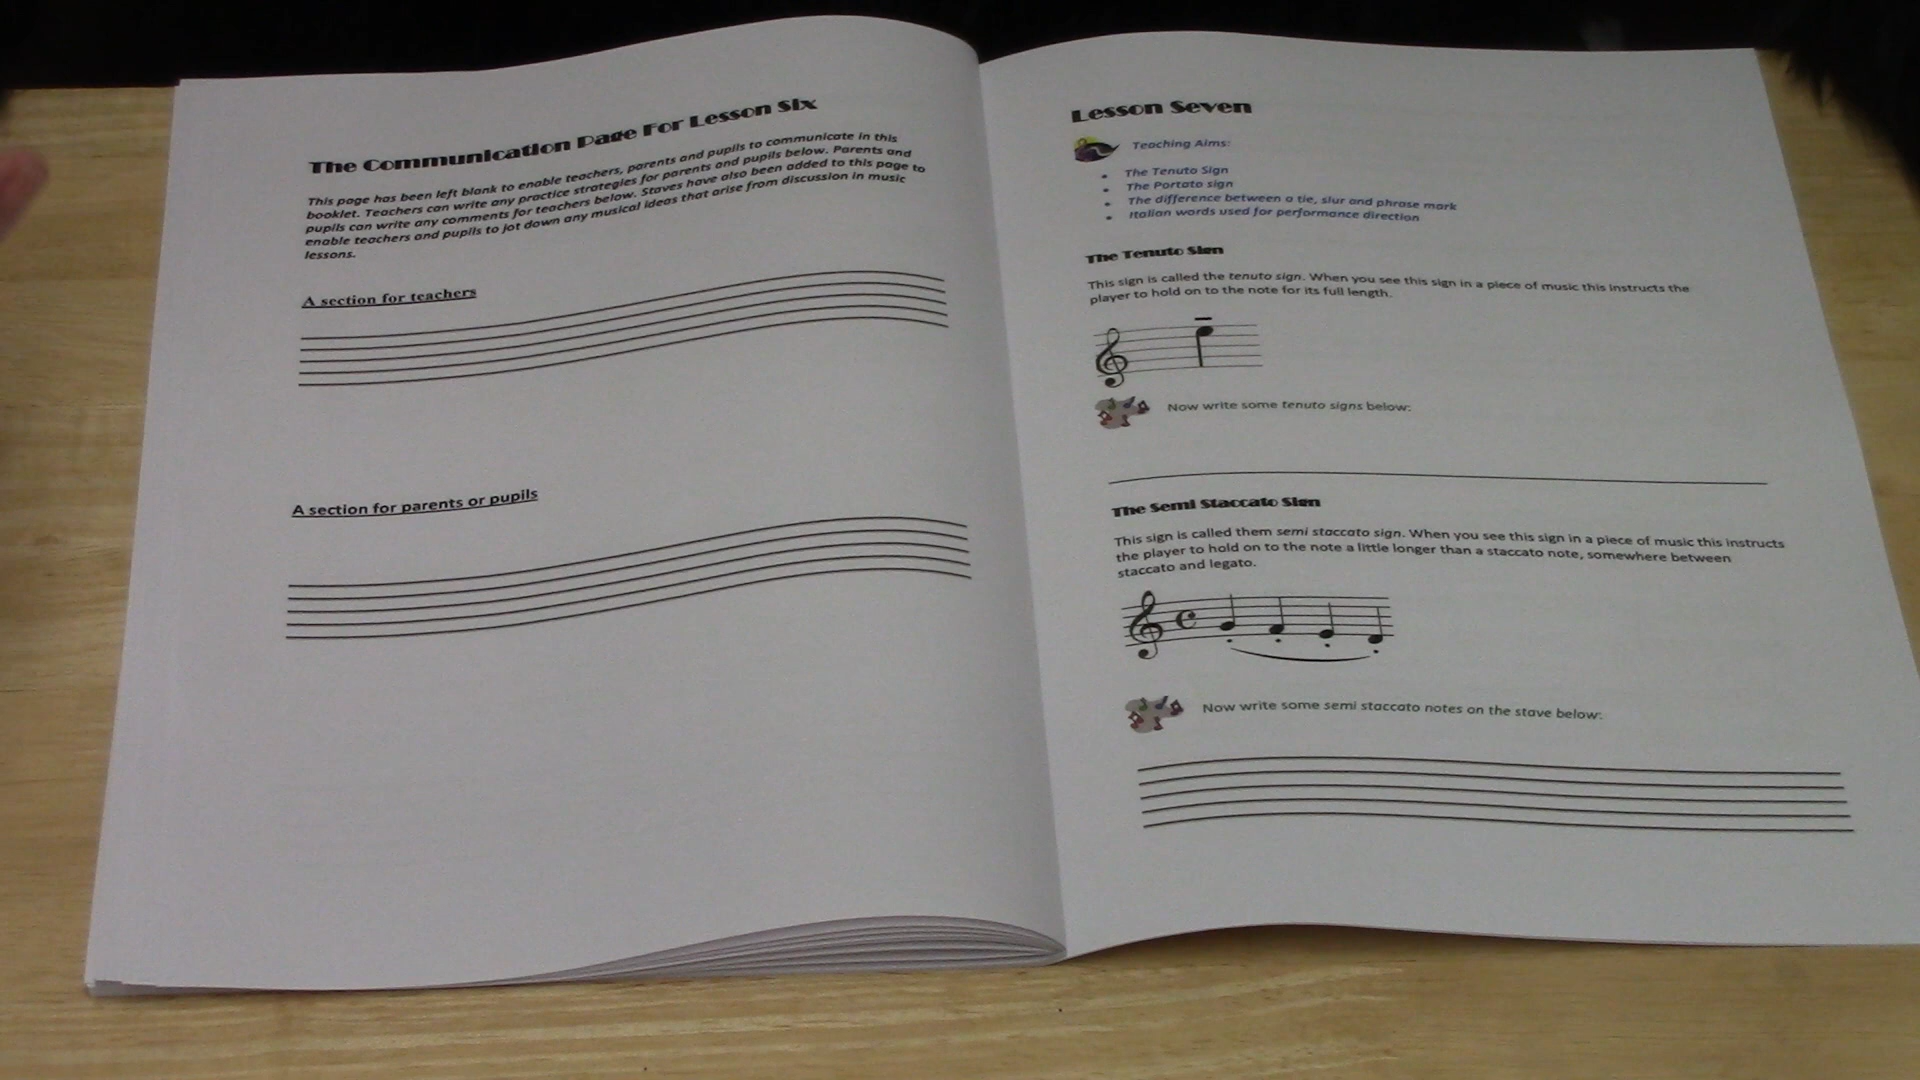 The Communication Page For Lesson Six
This page has been left blank to enable teachers, parents and pupils to communicate in this
booklet. Teachers can write any practice strategies for parents and pupils below. Parents and
pupils can write any comments for teachers below. Staves have also been added to this page to
enable teachers and pupils to jot down any musical ideas that arise from discussion in music
lessons.
A section for teachers
A section for parents or pupils
Lesson Seven
Teaching Aims:
• The Tenuto Sign
• The Portato sign
• The difference between a tie, slur and phrase mark
• Italian words used for performance direction
The Tenuto Sign
This sign is called the tenuto sign. When you see this sign in a piece of music this instructs the
player to hold on to the note for its full length.
Now write some tenuto signs below:
The Semi Staccato Sign
This sign is called them semi staccato sign. When you see this sign in a piece of music this instructs
the player to hold on to the note a little longer than a staccato note, somewhere between
staccato and legato.
Now write some semi staccato notes on the stave below: